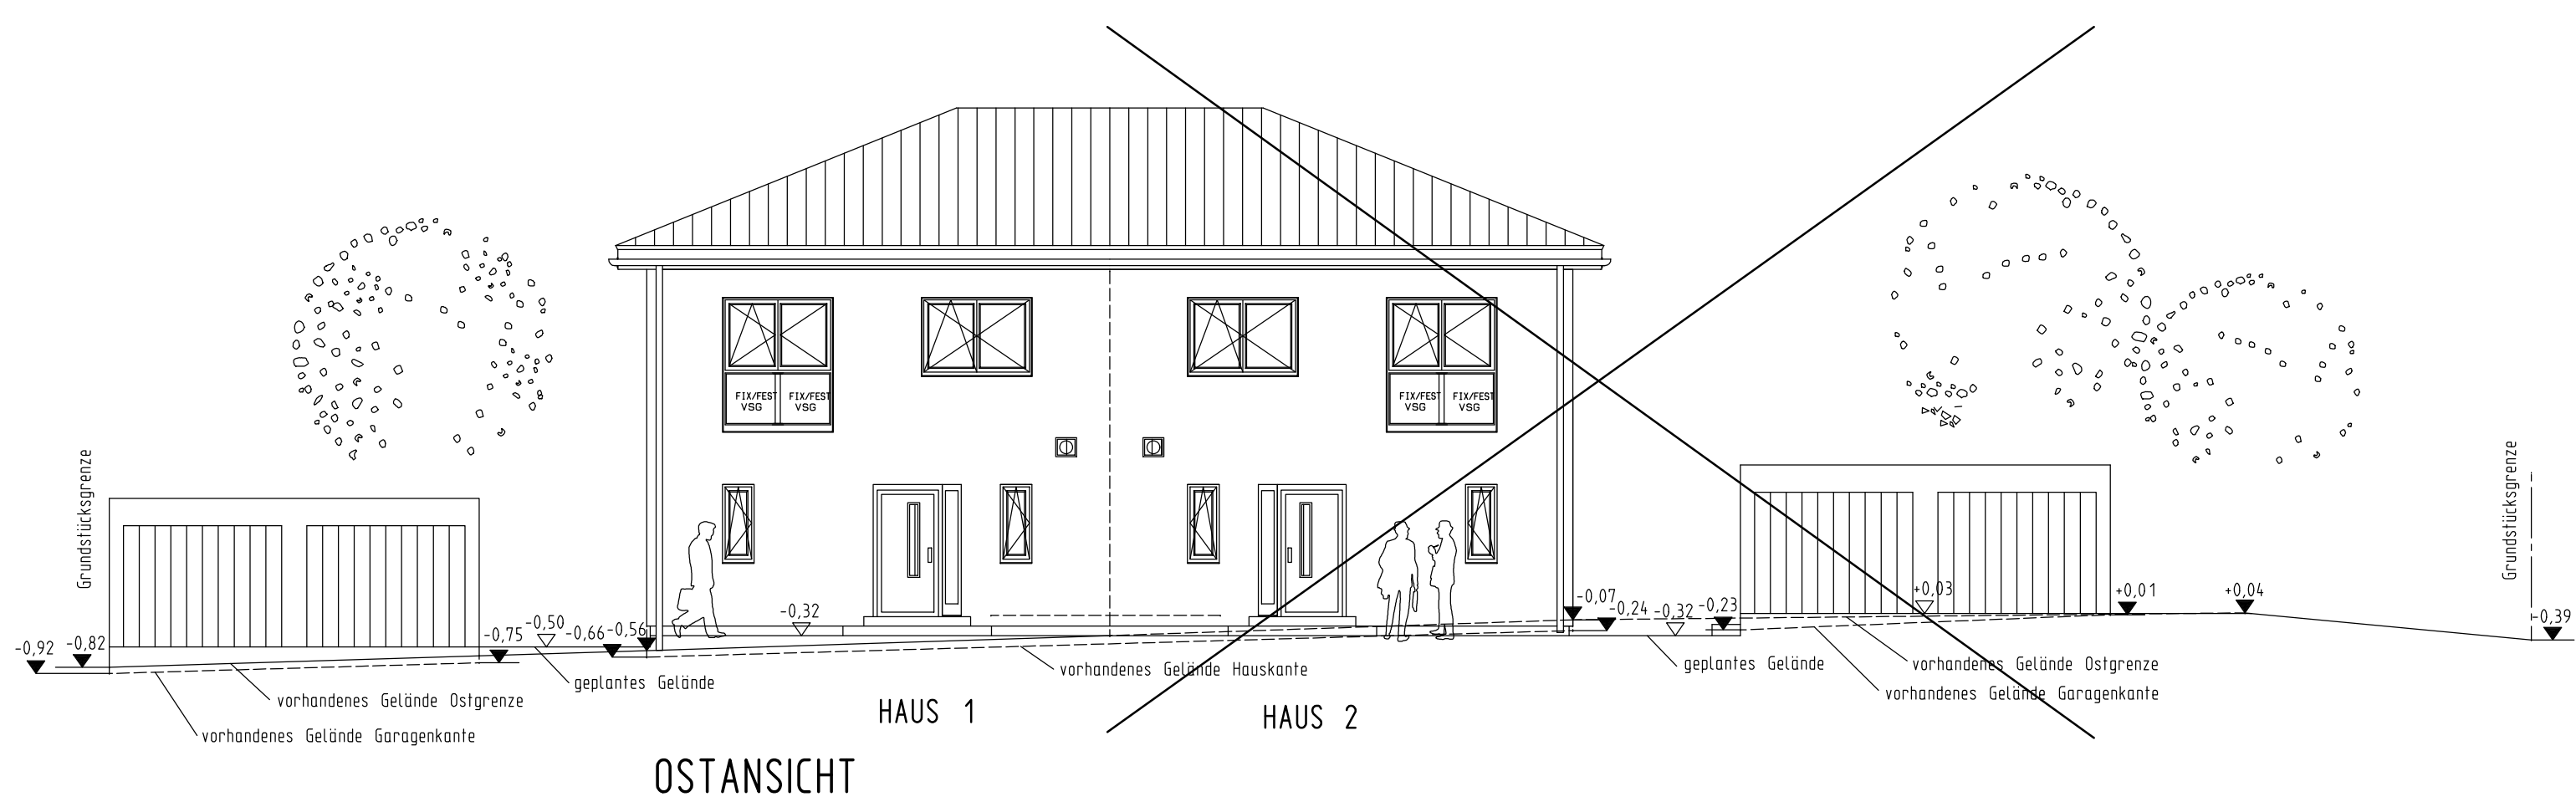 FIX/FEST FIX/FEST
VSG VSG
FIX/FEST FIX/FEST
VSG VSG
Grundstücksgrenze
Grundstücksgrenze
-0,92
-0,82
-0,75
-0,50
-0,66
-0,56
-0,32
-0,07
-0,24
-0,32
-0,23
+0,03
+0,01
+0,04
-0,39
vorhandenes Gelände Ostgrenze
vorhandenes Gelände Garagenkante
geplantes Gelände
vorhandenes Gelände Hauskante
geplantes Gelände
vorhandenes Gelände Ostgrenze
vorhandenes Gelände Garagenkante
HAUS 1
HAUS 2
OSTANSICHT